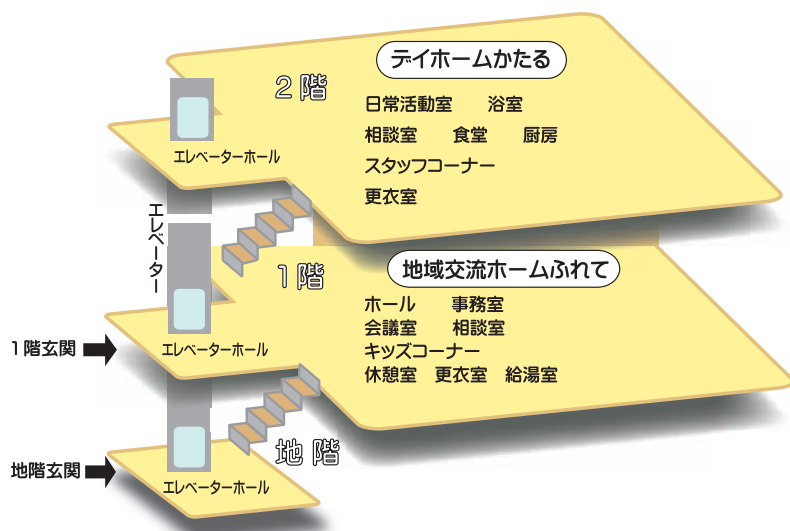 デイホームかたる
2階
日常活動室 浴室
相談室 食堂 厨房
スタッフコーナー
更衣室
エレベーターホール
エレベーター
地域交流ホームふれて
1階
ホール 事務室
会議室 相談室
キッズコーナー
休憩室 更衣室 給湯室
1階玄関
エレベーターホール
地階
地階玄関
エレベーターホール